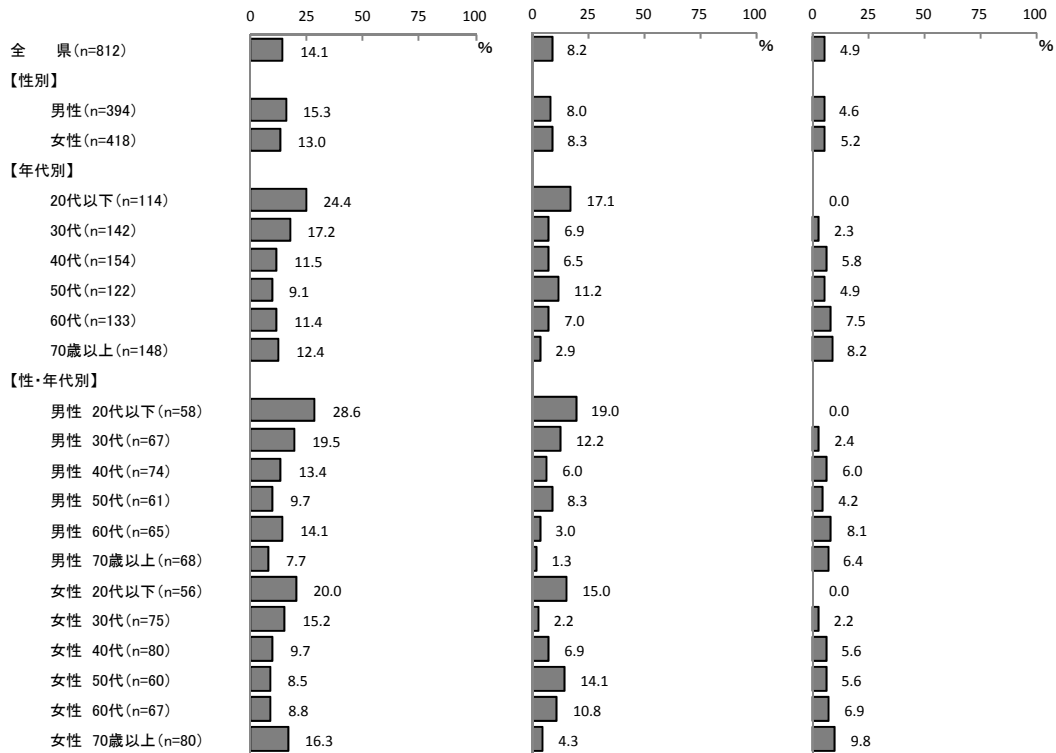 0 25 50 75 100 0 25 50 75 100 0 25 50 75 100
% % %
全　　県(n=812) 14.1 8.2 4.9
【性別】
男性(n=394) 15.3 8.0 4.6
女性(n=418) 13.0 8.3 5.2
【年代別】
20代以下(n=114) 24.4 17.1 0.0
30代(n=142) 17.2 6.9 2.3
40代(n=154) 11.5 6.5 5.8
50代(n=122) 9.1 11.2 4.9
60代(n=133) 11.4 7.0 7.5
70歳以上(n=148) 12.4 2.9 8.2
【性・年代別】
男性 20代以下(n=58) 28.6 19.0 0.0
男性 30代(n=67) 19.5 12.2 2.4
男性 40代(n=74) 13.4 6.0 6.0
男性 50代(n=61) 9.7 8.3 4.2
男性 60代(n=65) 14.1 3.0 8.1
男性 70歳以上(n=68) 7.7 1.3 6.4
女性 20代以下(n=56) 20.0 15.0 0.0
女性 30代(n=75) 15.2 2.2 2.2
女性 40代(n=80) 9.7 6.9 5.6
女性 50代(n=60) 8.5 14.1 5.6
女性 60代(n=67) 8.8 10.8 6.9
女性 70歳以上(n=80) 16.3 4.3 9.8